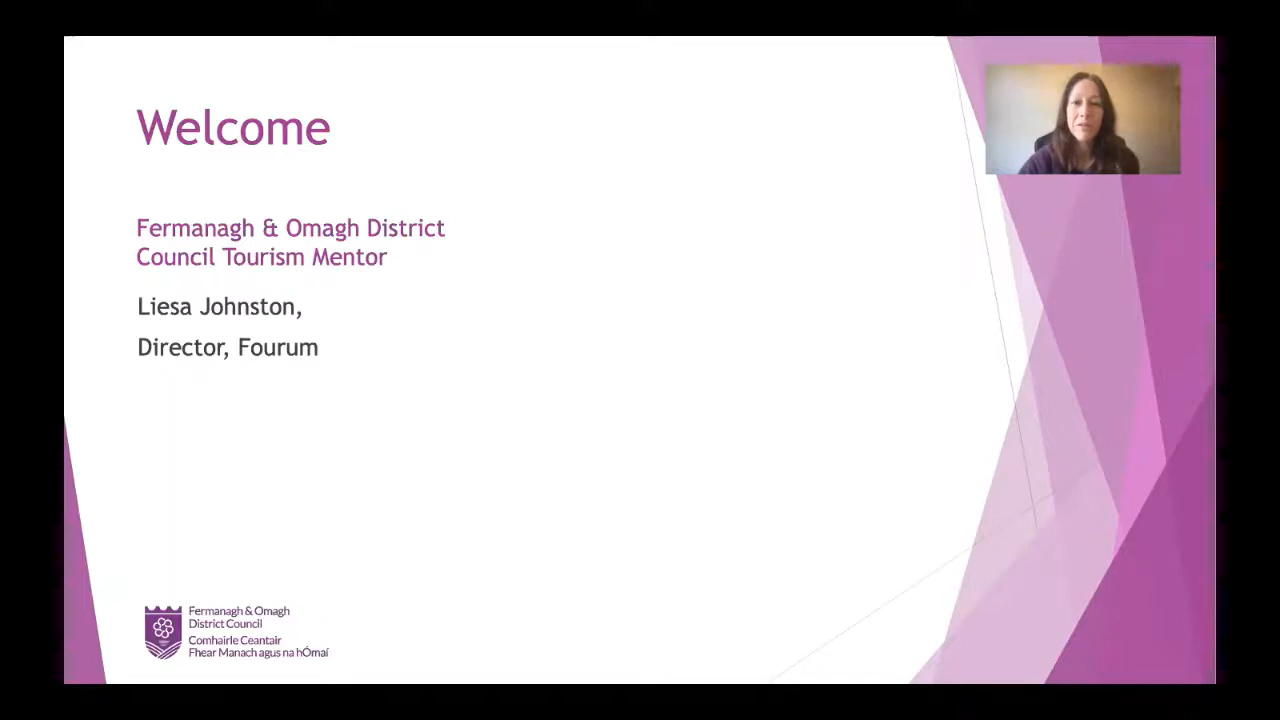 Welcome
Fermanagh & Omagh District
Council Tourism Mentor
Liesa Johnston,
Director, Fourum
Fermanagh & Omagh
District Council
Comhairle Ceantair
Fhear Manach agus na hÓmaí